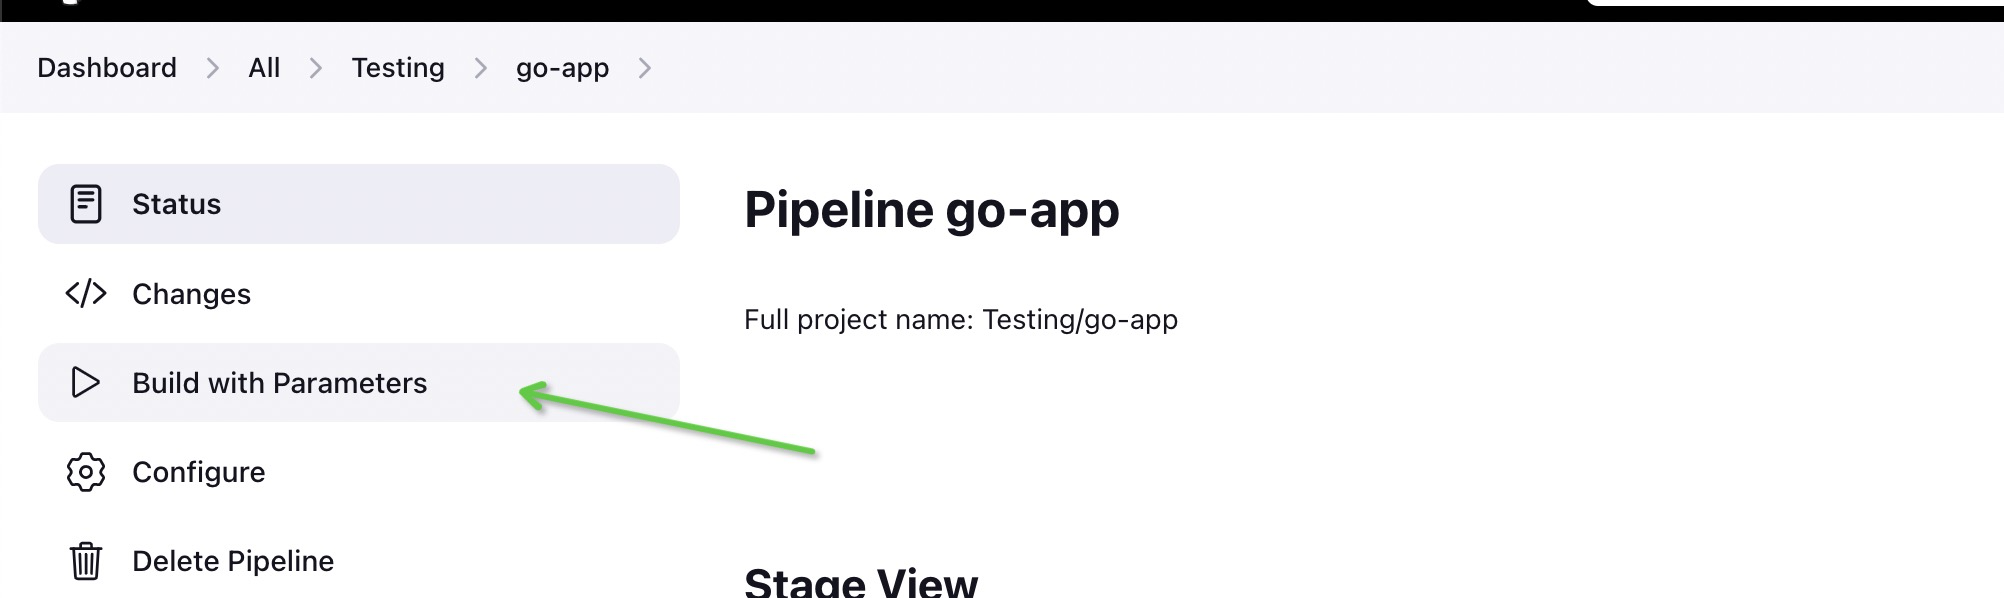 Dashboard All Testing go-app
Status
Changes
Build with Parameters
Configure
Delete Pipeline
Pipeline go-app
Full project name: Testing/go-app
Stage View